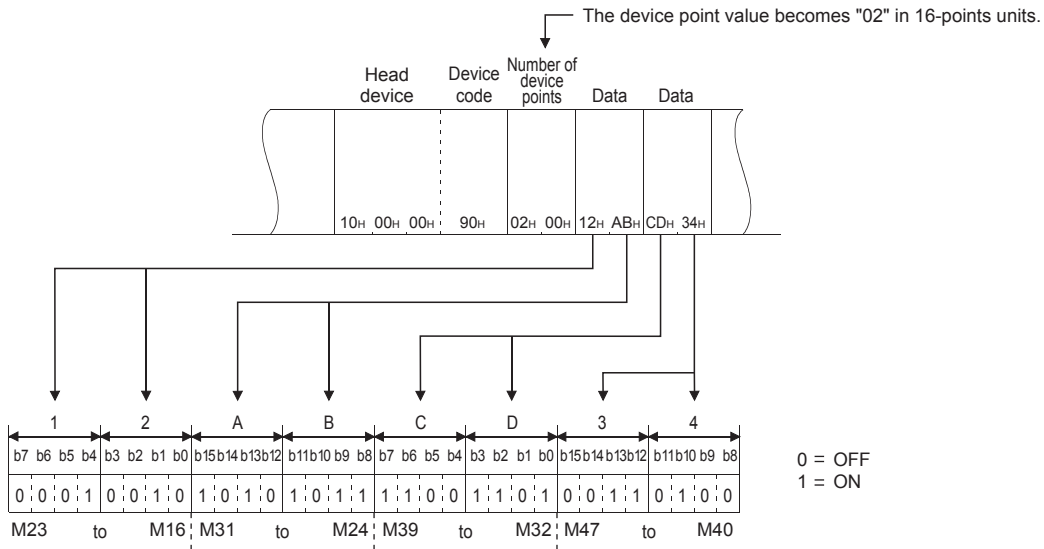 The device point value becomes "02" in 16-points units.
Head device
Device code
Number of device points
Data
Data
10H 00H 00H 90H 02H 00H 12H ABH CDH 34H
1 2 A B C D 3 4
b7 b6 b5 b4 b3 b2 b1 b0 b15 b14 b13 b12 b11 b10 b9 b8 b7 b6 b5 b4 b3 b2 b1 b0 b15 b14 b13 b12 b11 b10 b9 b8
0 0 0 1 0 0 1 0 1 0 1 0 1 0 1 1 1 1 0 0 1 1 0 1 0 0 1 1 0 1 0 0
M23 to M16 M31 to M24 M39 to M32 M47 to M40
0 = OFF
1 = ON